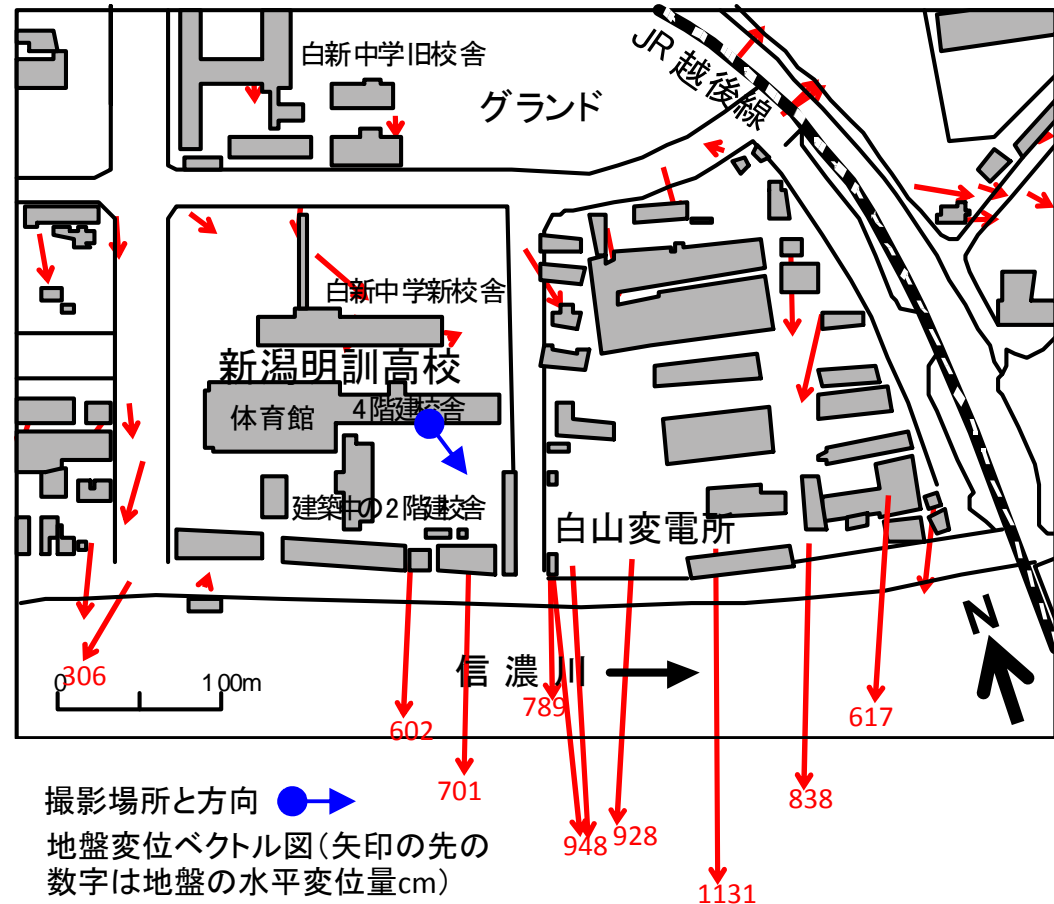 白新中学旧校舎
グランド
JR越後線
白新中学新校舎
新潟明訓高校
体育館
4階建校舎
建築中の2階建校舎
白山変電所
信濃川
N
0
100m
306
602
701
789
948
928
1131
838
617
撮影場所と方向
地盤変位ベクトル図(矢印の先の
数字は地盤の水平変位量cm)